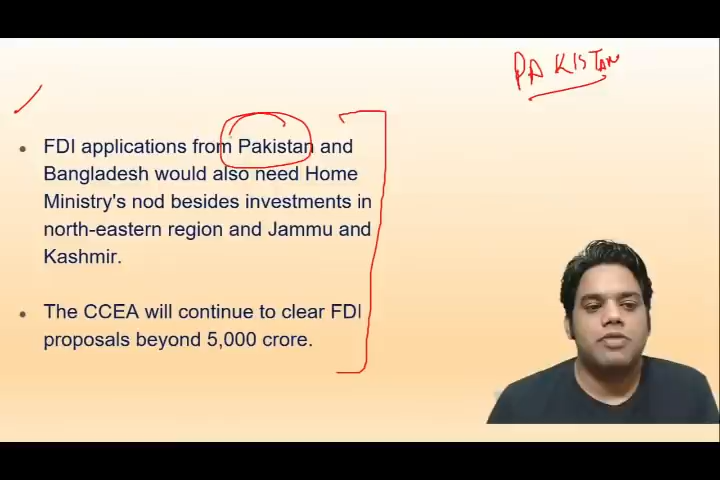 PAKISTAN
FDI applications from Pakistan and
Bangladesh would also need Home
Ministry's nod besides investments in
north-eastern region and Jammu and
Kashmir.
The CCEA will continue to clear FDI
proposals beyond 5,000 crore.